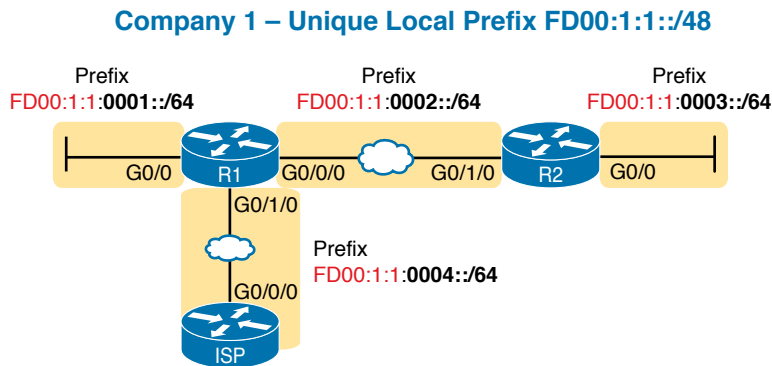 Company 1 – Unique Local Prefix FD00:1:1::/48
Prefix
FD00:1:1:0001::/64
Prefix
FD00:1:1:0002::/64
Prefix
FD00:1:1:0003::/64
G0/0
R1
G0/0/0
G0/1/0
R2
G0/0
G0/1/0
Prefix
FD00:1:1:0004::/64
G0/0/0
ISP